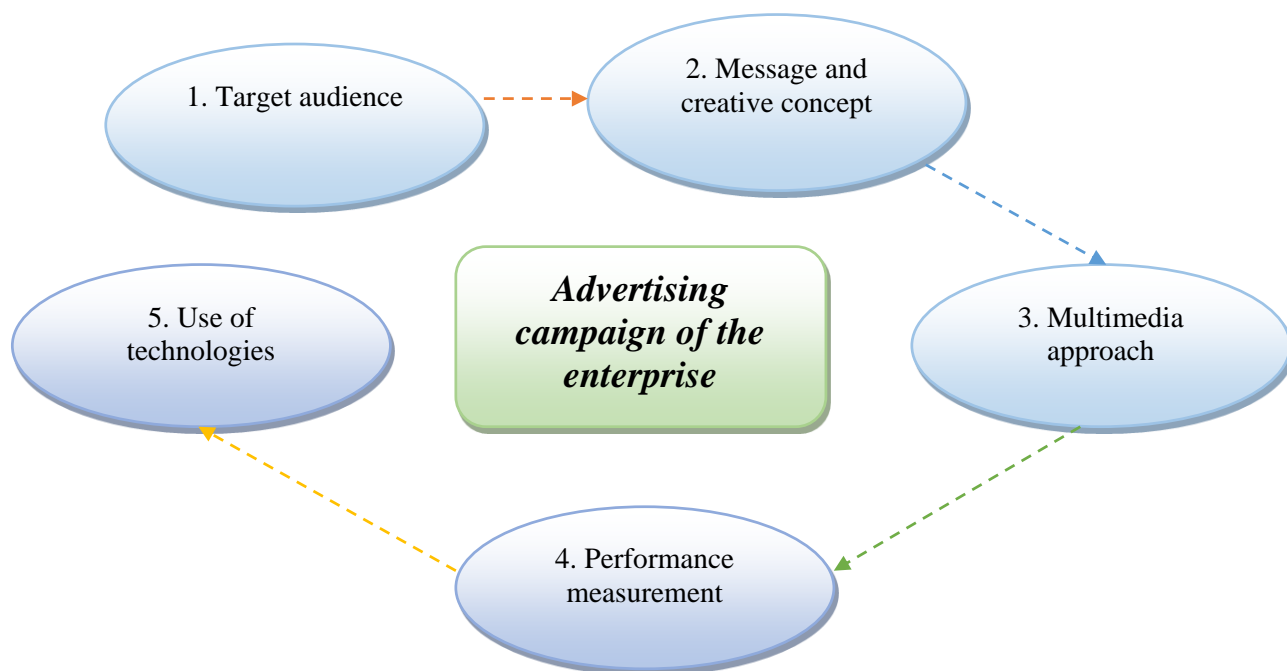 1. Target audience
2. Message and
creative concept
3. Multimedia
approach
4. Performance
measurement
5. Use of
technologies
Advertising
campaign of the
enterprise